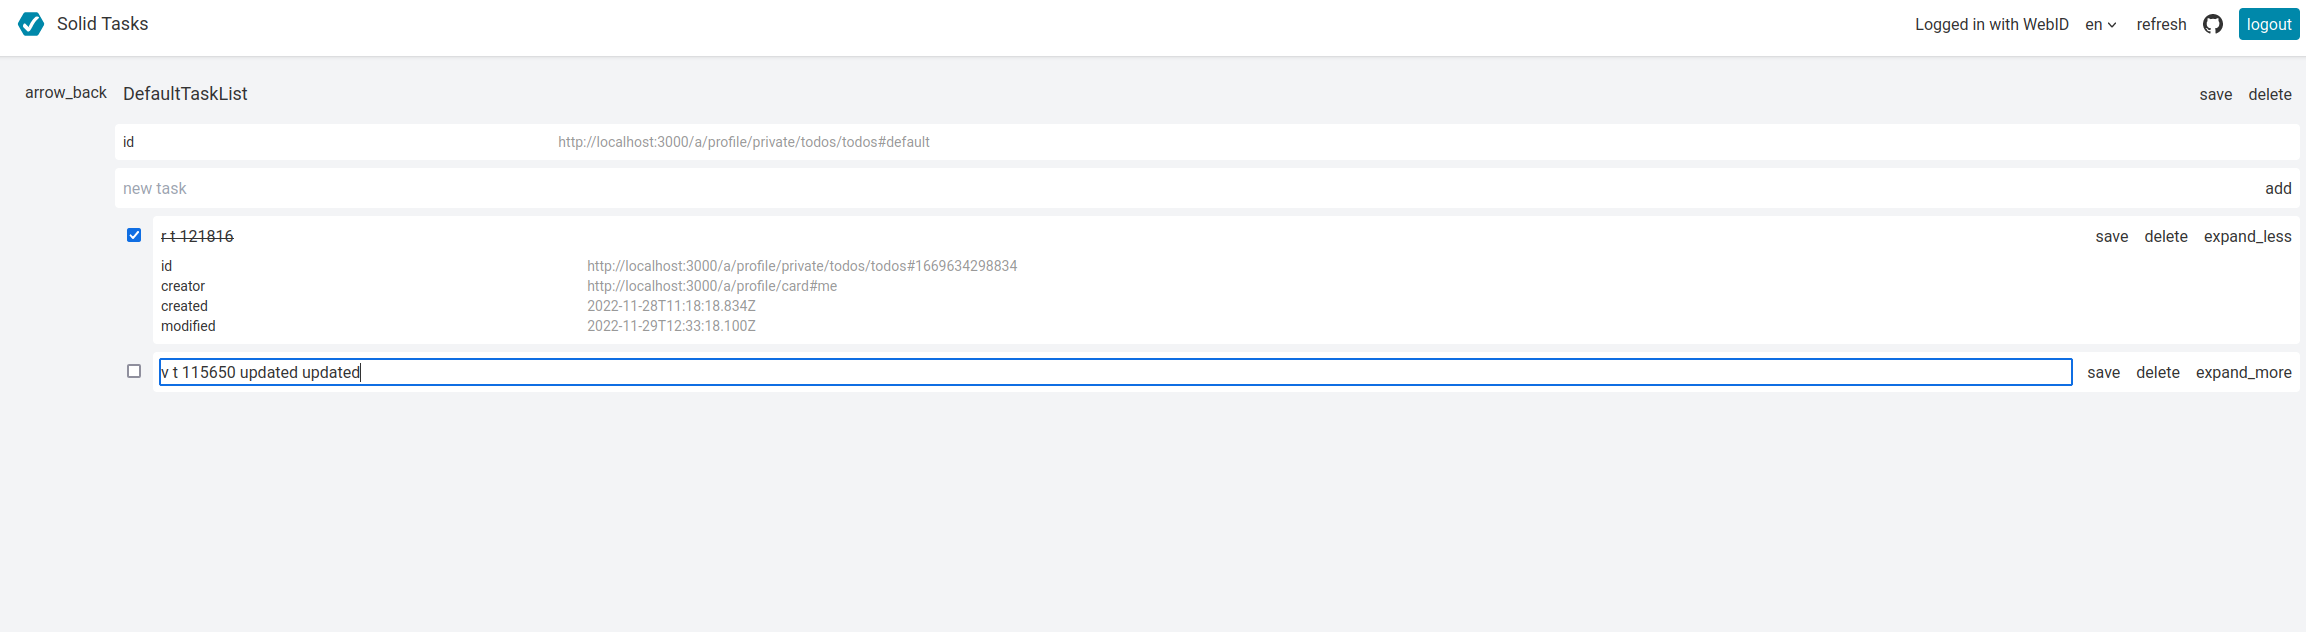 Solid Tasks Logged in with WebID en refresh logout
arrow_back DefaultTaskList save delete
id http://localhost:3000/a/profile/private/todos/todos#default
new task add
r t 121816 save delete expand_less
id http://localhost:3000/a/profile/private/todos/todos#1669634298834
creator http://localhost:3000/a/profile/card#me
created 2022-11-28T11:18:18.834Z
modified 2022-11-29T12:33:18.100Z
v t 115650 updated updated save delete expand_more